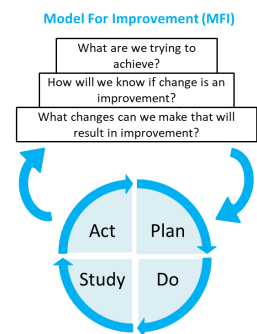 Model For Improvement (MFI)
What are we trying to
achieve?
How will we know if change is an
improvement?
What changes can we make that will
result in improvement?
Act
Plan
Study
Do